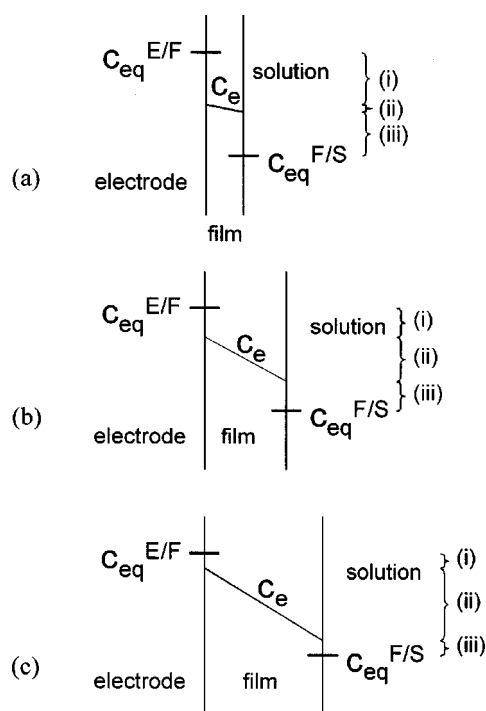 C_eq^E/F
C_e
solution
(i)
(ii)
(iii)
C_eq^F/S
(a)
electrode
film
C_eq^E/F
C_e
solution
(i)
(ii)
(iii)
C_eq^F/S
(b)
electrode
film
C_eq^E/F
C_e
solution
(i)
(ii)
(iii)
C_eq^F/S
(c)
electrode
film